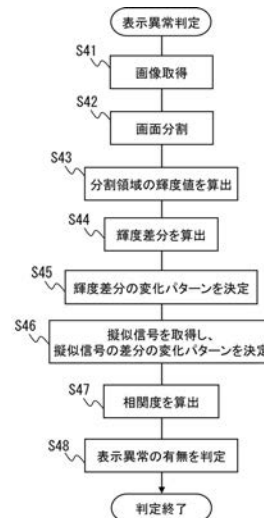 表示異常判定
S41
画像取得
S42
画面分割
S43
分割領域の輝度値を算出
S44
輝度差分を算出
S45
輝度差分の変化パターンを決定
S46
擬似信号を取得し、
擬似信号の差分の変化パターンを決定
S47
相関度を算出
S48
表示異常の有無を判定
判定終了